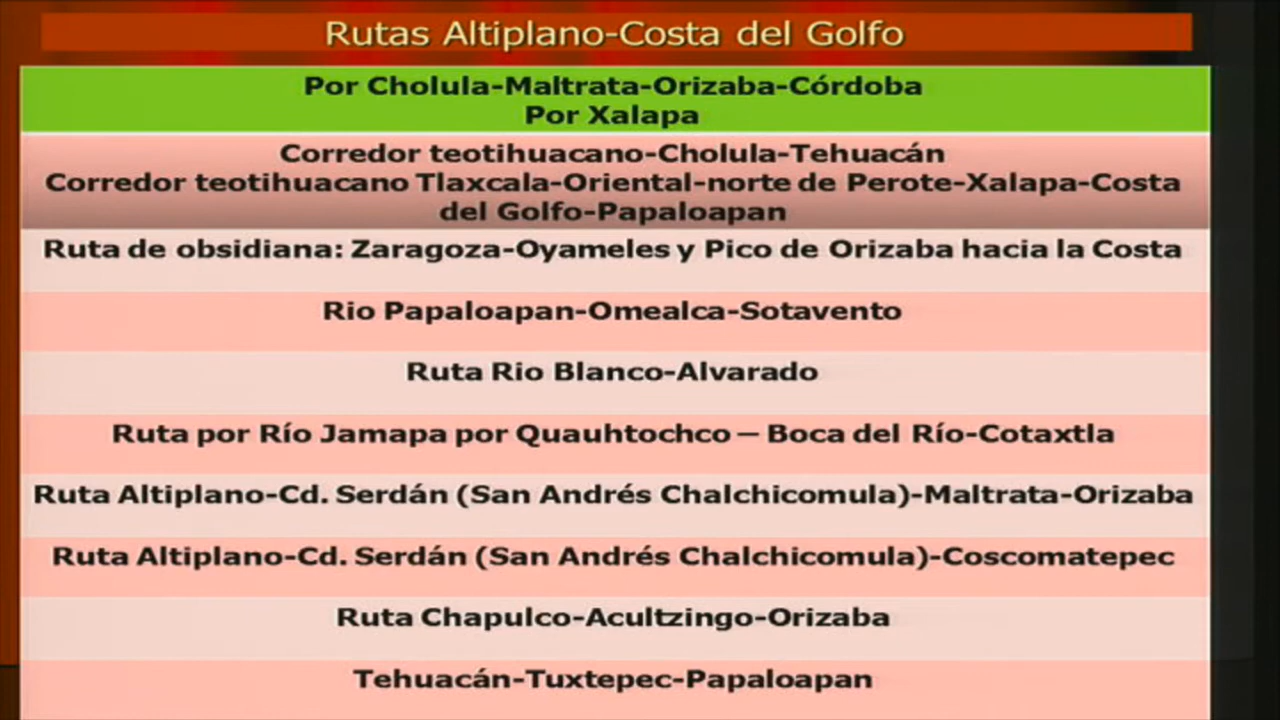 Rutas Altiplano-Costa del Golfo
Por Cholula-Maltrata-Orizaba-Córdoba
Por Xalapa
Corredor teotihuacano-Cholula-Tehuacán
Corredor teotihuacano Tlaxcala-Oriental-norte de Perote-Xalapa-Costa
del Golfo-Papaloapan
Ruta de obsidiana: Zaragoza-Oyameles y Pico de Orizaba hacia la Costa
Rio Papaloapan-Omealca-Sotavento
Ruta Rio Blanco-Alvarado
Ruta por Río Jamapa por Quauhtochco – Boca del Río-Cotaxtla
Ruta Altiplano-Cd. Serdán (San Andrés Chalchicomula)-Maltrata-Orizaba
Ruta Altiplano-Cd. Serdán (San Andrés Chalchicomula)-Coscomatepec
Ruta Chapulco-Acultzingo-Orizaba
Tehuacán-Tuxtepec-Papaloapan